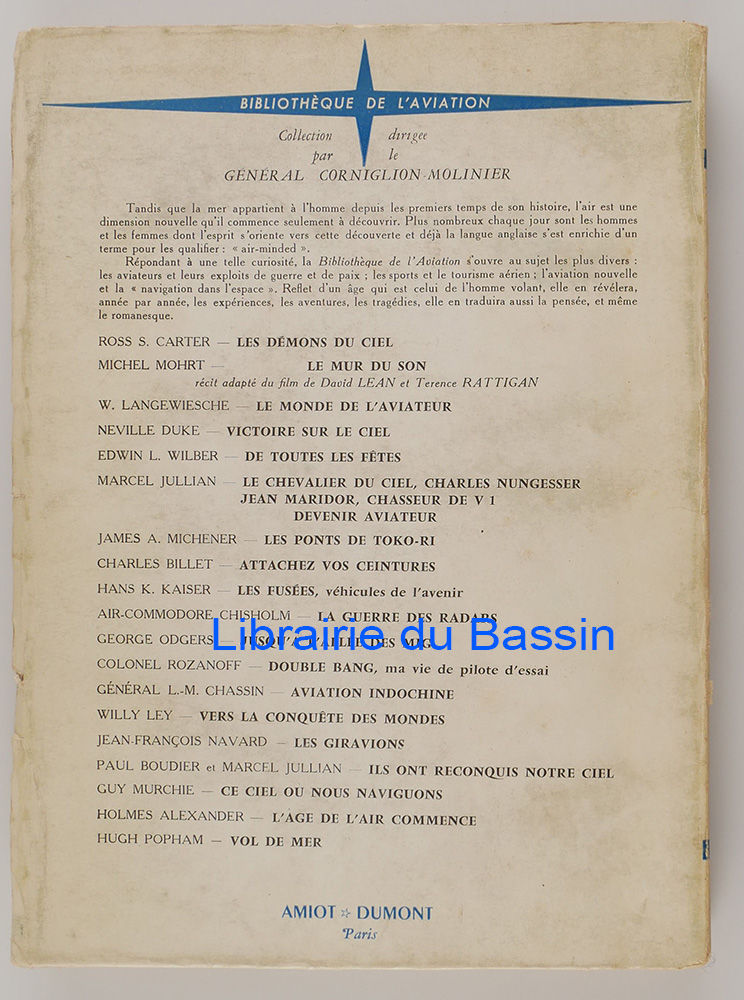 BIBLIOTHÈQUE DE L'AVIATION
Collection dirigée
par le
GÉNÉRAL CORNIGLION-MOLINIER
Tandis que la mer appartient à l'homme depuis les premiers temps de son histoire, l'air est une
dimension nouvelle qu'il commence seulement à découvrir. Plus nombreux chaque jour sont les hommes
et les femmes dont l'esprit s'oriente vers cette découverte et déjà la langue anglaise s'est enrichie d'un
terme pour les qualifier : « air-minded ».
Répondant à une telle curiosité, la Bibliothèque de l'Aviation s'ouvre au sujet les plus divers :
les aviateurs et leurs exploits de guerre et de paix ; les sports et le tourisme aérien ; l'aviation nouvelle
et la « navigation dans l'espace ». Reflet d'un âge qui est celui de l'homme volant, elle en révélera,
année par année, les expériences, les aventures, les tragédies, elle en traduira aussi la pensée, et même
le romanesque.
ROSS S. CARTER — LES DÉMONS DU CIEL
MICHEL MOHRT — LE MUR DU SON
récit adapté du film de David LEAN et Terence RATTIGAN
W. LANGEWIESCHE — LE MONDE DE L'AVIATEUR
NEVILLE DUKE — VICTOIRE SUR LE CIEL
EDWIN L. WILBER — DE TOUTES LES FÊTES
MARCEL JULLIAN — LE CHEVALIER DU CIEL, CHARLES NUNGESSER
JEAN MARIDOR, CHASSEUR DE V 1
DEVENIR AVIATEUR
JAMES A. MICHENER — LES PONTS DE TOKO-RI
CHARLES BILLET — ATTACHEZ VOS CEINTURES
HANS K. KAISER — LES FUSÉES, véhicules de l'avenir
AIR-COMMODORE CHISHOLM — LA GUERRE DES RADARS
Librairie du Bassin
GEORGE ODGERS — JUSQU'A L'ALLÉE DES MIG
COLONEL ROZANOFF — DOUBLE BANG, ma vie de pilote d'essai
GÉNÉRAL L.-M. CHASSIN — AVIATION INDOCHINE
WILLY LEY — VERS LA CONQUÊTE DES MONDES
JEAN-FRANÇOIS NAVARD — LES GIRAVIONS
PAUL BOUDIER et MARCEL JULLIAN — ILS ONT RECONQUIS NOTRE CIEL
GUY MURCHIE — CE CIEL OU NOUS NAVIGUONS
HOLMES ALEXANDER — L'AGE DE L'AIR COMMENCE
HUGH POPHAM — VOL DE MER
AMIOT ☆ DUMONT
Paris